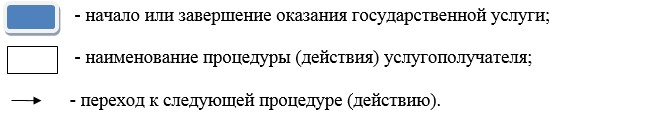 - начало или завершение оказания государственной услуги;
- наименование процедуры (действия) услугополучателя;
- переход к следующей процедуре (действию).